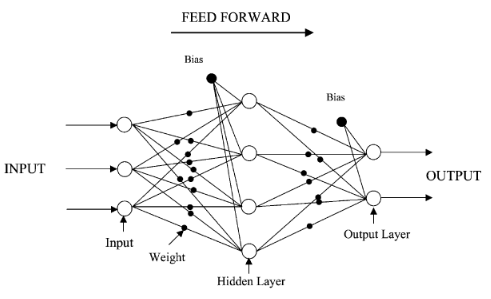 FEED FORWARD
Bias
Bias
INPUT
OUTPUT
Input
Weight
Output Layer
Hidden Layer